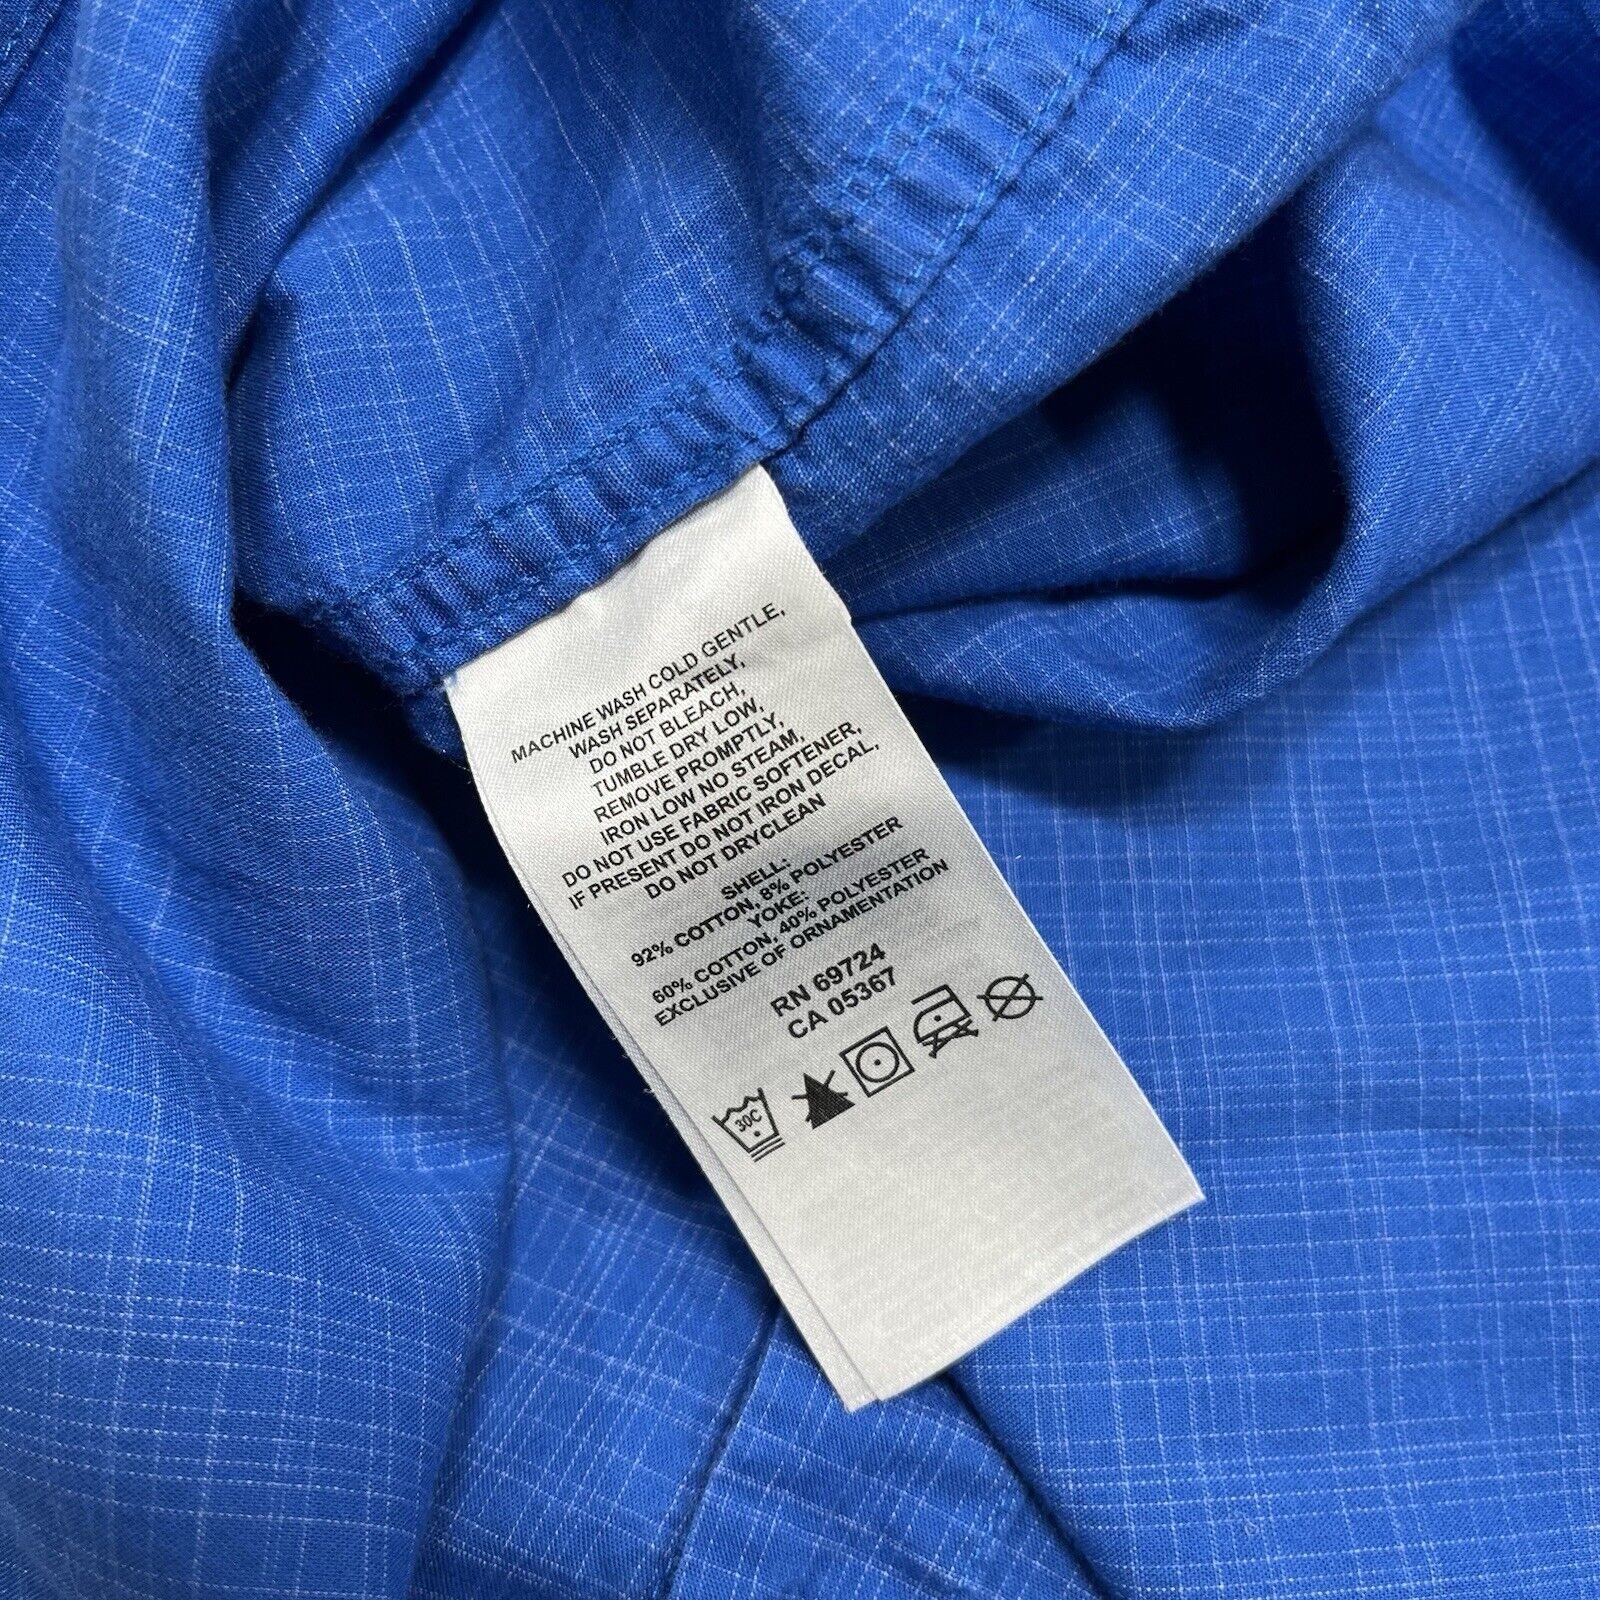 MACHINE WASH COLD GENTLE,
WASH SEPARATELY,
DO NOT BLEACH,
TUMBLE DRY LOW,
REMOVE PROMPTLY,
IRON LOW NO STEAM,
DO NOT USE FABRIC SOFTENER,
IF PRESENT DO NOT IRON DECAL,
DO NOT DRYCLEAN
SHELL:
92% COTTON, 8% POLYESTER
YOKE:
60% COTTON, 40% POLYESTER
EXCLUSIVE OF ORNAMENTATION
RN 69724
CA 05367
30C